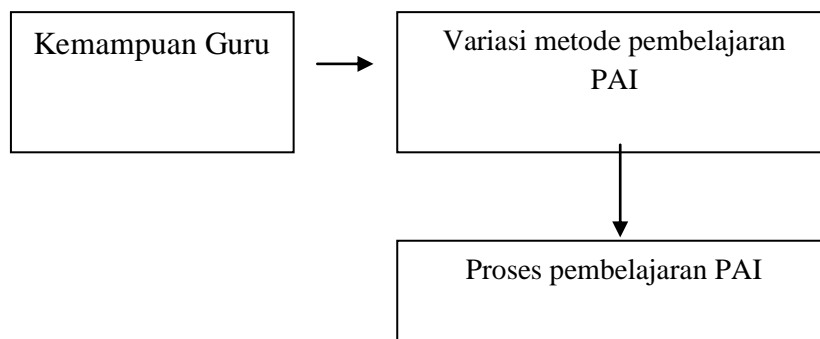 Kemampuan Guru
Variasi metode pembelajaran
PAI
Proses pembelajaran PAI